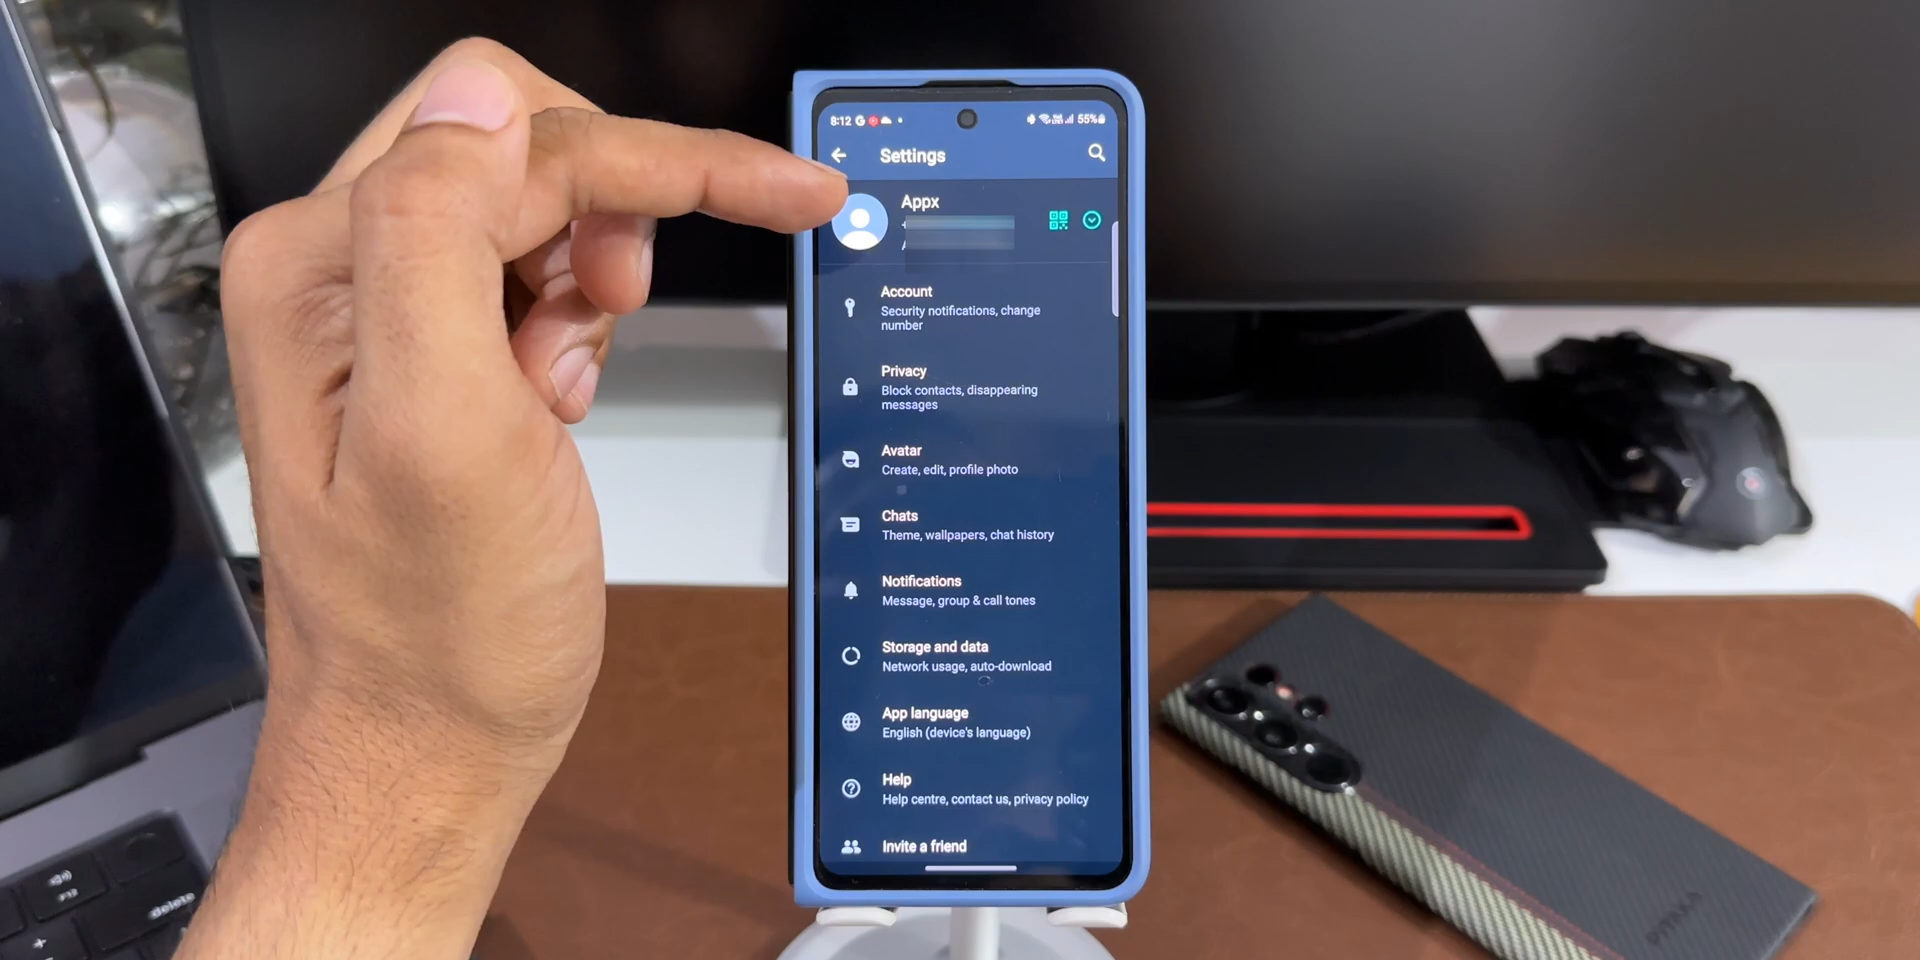 8:12 G
55%
Settings
Appx
Account
Security notifications, change
number
Privacy
Block contacts, disappearing
messages
Avatar
Create, edit, profile photo
Chats
Theme, wallpapers, chat history
Notifications
Message, group & call tones
Storage and data
Network usage, auto-download
App language
English (device's language)
Help
Help centre, contact us, privacy policy
Invite a friend
F12
delete
+
PITAKA